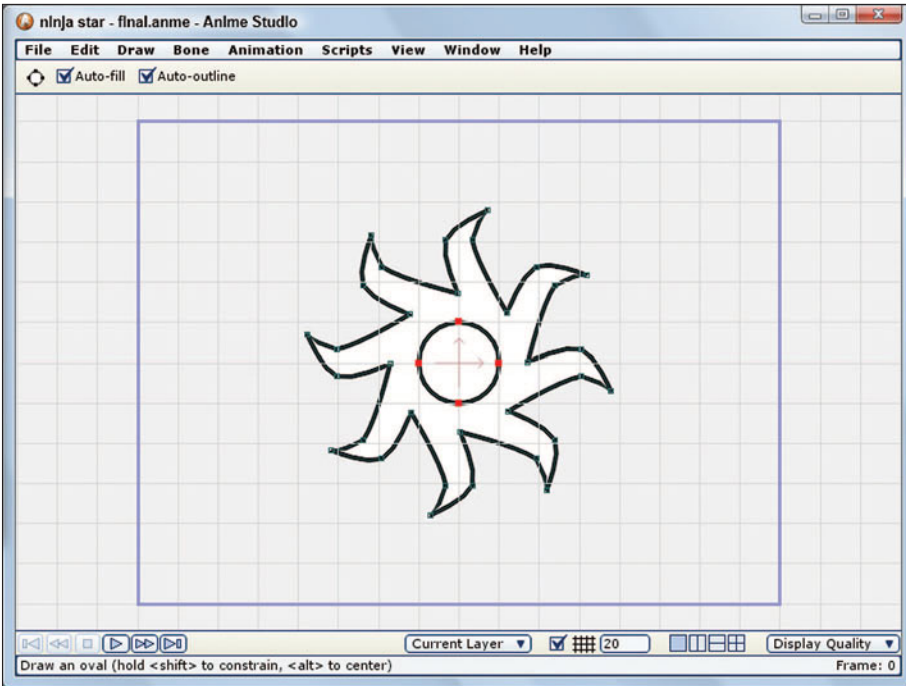 ninja star - final.anme - Anime Studio
File Edit Draw Bone Animation Scripts View Window Help
Auto-fill Auto-outline
Current Layer 20 Display Quality
Draw an oval (hold <shift> to constrain, <alt> to center) Frame: 0